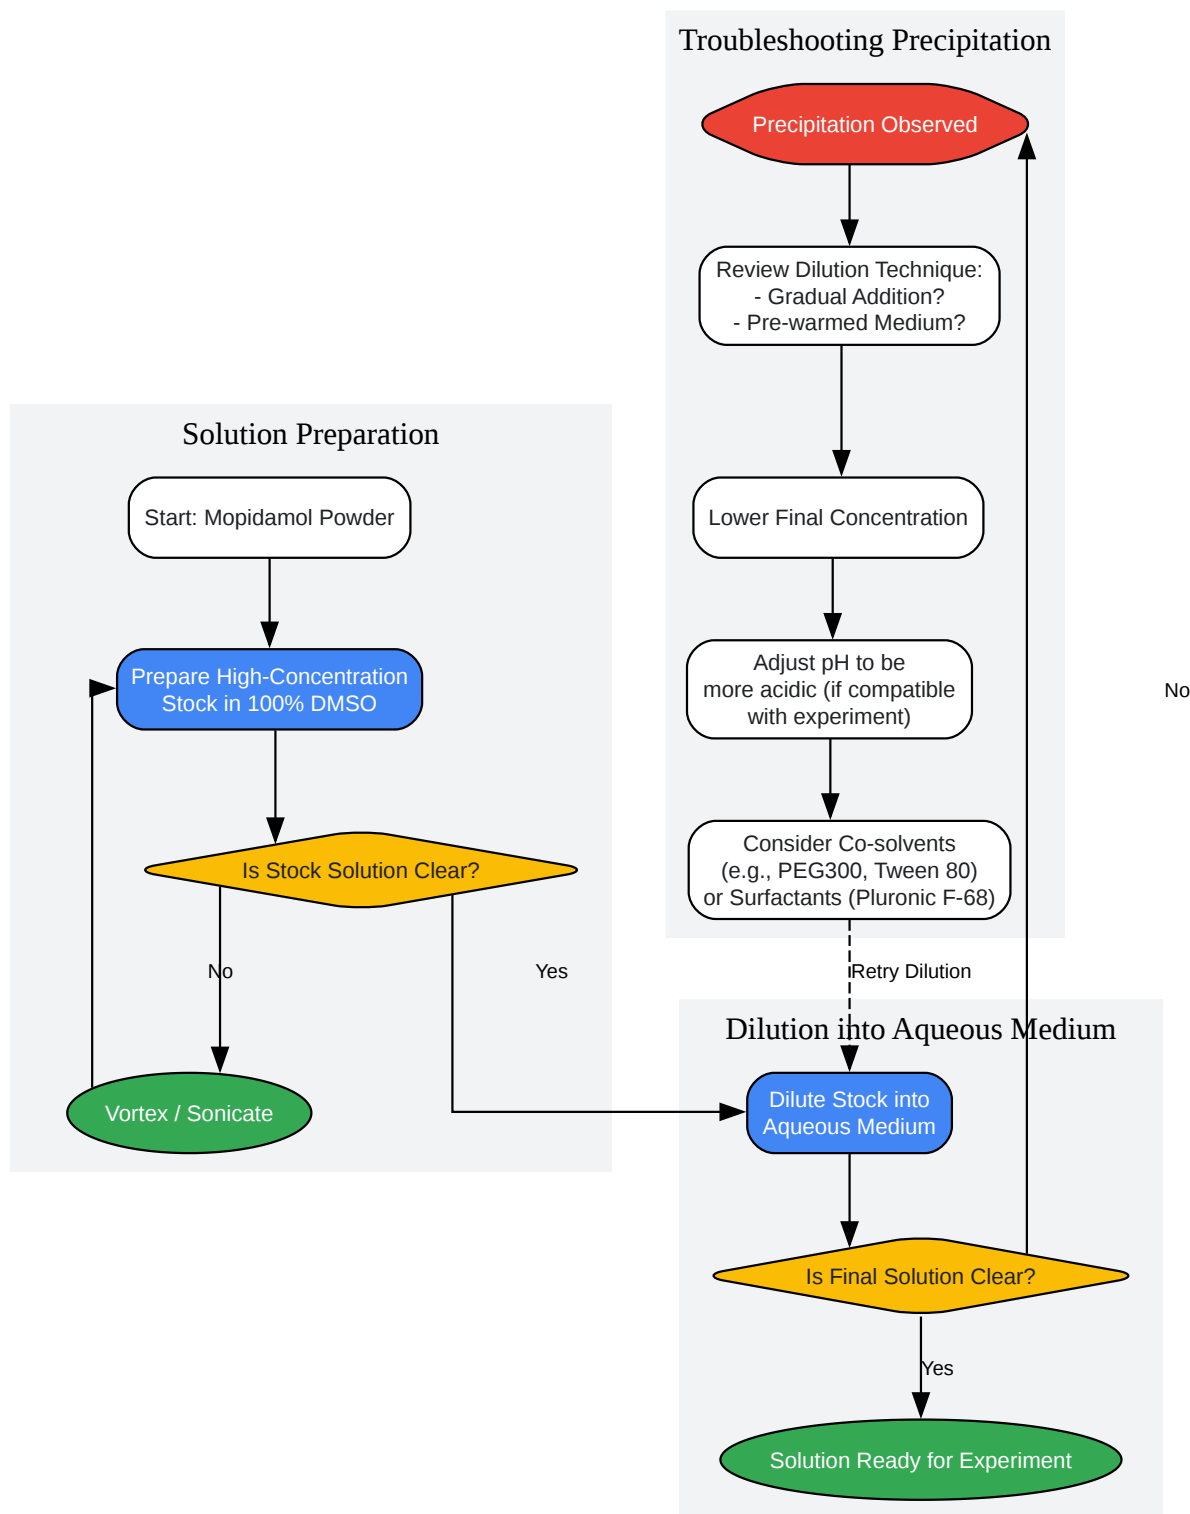 Troubleshooting Precipitation
Precipitation Observed
Review Dilution Technique:
- Gradual Addition?
- Pre-warmed Medium?
Lower Final Concentration
Adjust pH to be
more acidic (if compatible
with experiment)
Consider Co-solvents
(e.g., PEG300, Tween 80)
or Surfactants (Pluronic F-68)
No
Solution Preparation
Start: Mopidamol Powder
Prepare High-Concentration
Stock in 100% DMSO
Is Stock Solution Clear?
No
Yes
Vortex / Sonicate
Retry Dilution
Dilution into Aqueous Medium
Dilute Stock into
Aqueous Medium
Is Final Solution Clear?
Yes
Solution Ready for Experiment